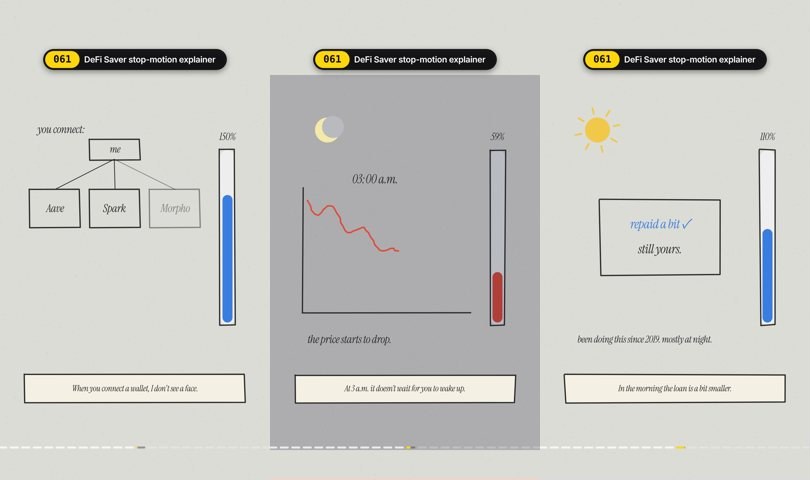 061 DeFi Saver stop-motion explainer
you connect:
150%
me
Aave
Spark
Morpho
When you connect a wallet, I don't see a face.
061 DeFi Saver stop-motion explainer
59%
03:00 a.m.
the price starts to drop.
At 3 a.m. it doesn't wait for you to wake up.
061 DeFi Saver stop-motion explainer
110%
repaid a bit ✓
still yours.
been doing this since 2019. mostly at night.
In the morning the loan is a bit smaller.